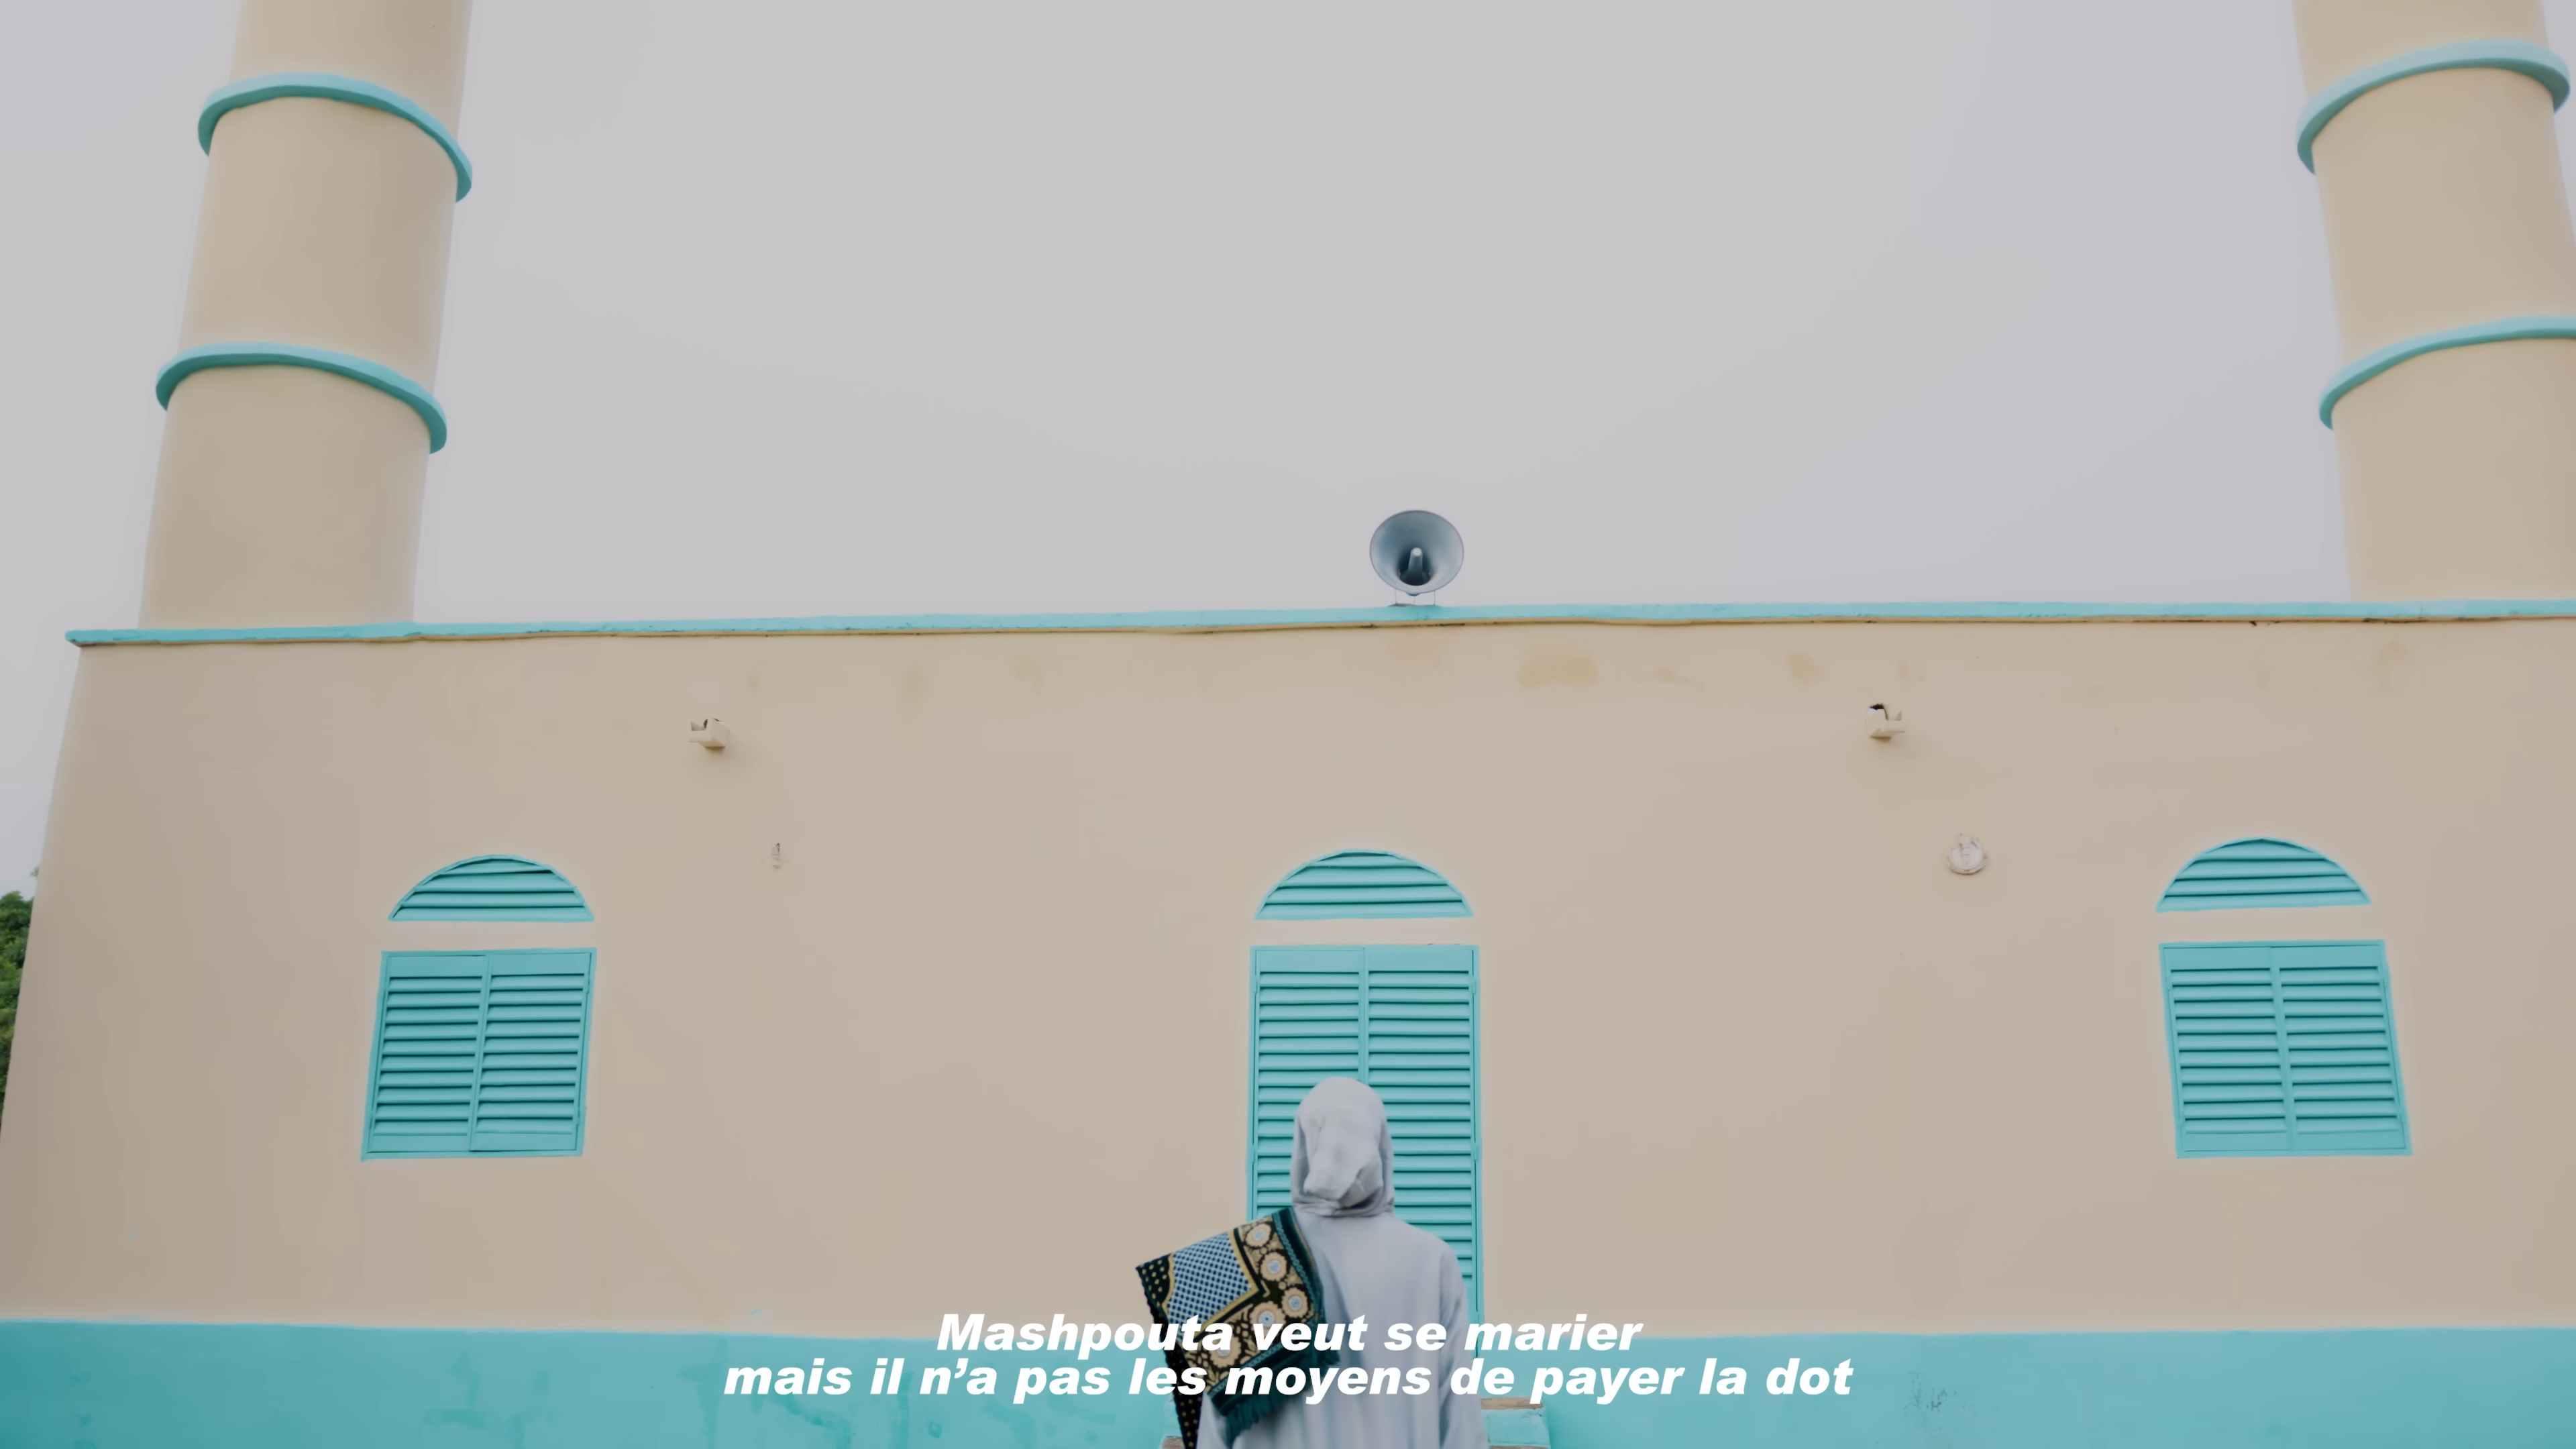 Mashpouta veut se marier
mais il n’a pas les moyens de payer la dot